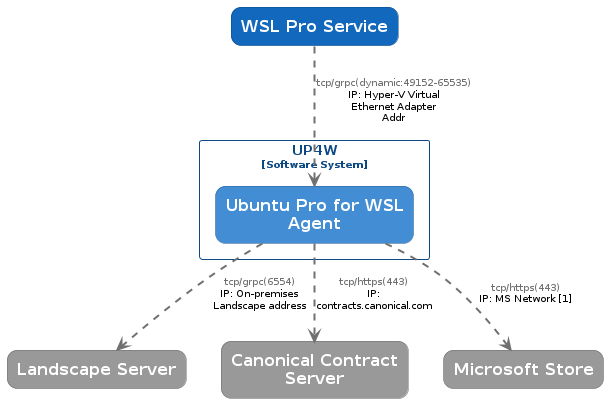 WSL Pro Service
tcp/grpc(dynamic:49152-65535)
IP: Hyper-V Virtual
Ethernet Adapter
Addr
UP4W
[Software System]
Ubuntu Pro for WSL
Agent
tcp/grpc(6554)
IP: On-premises
Landscape address
tcp/https(443)
IP:
contracts.canonical.com
tcp/https(443)
IP: MS Network [1]
Landscape Server
Canonical Contract
Server
Microsoft Store